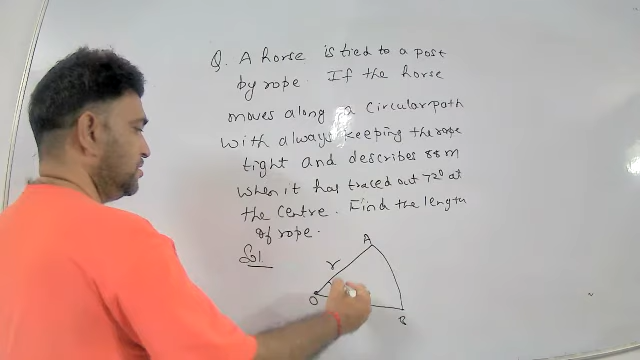 Q. A horse is tied to a post
by rope. If the horse
moves along a circular path
with always keeping the rope
tight and describes 88m
when it has traced out 72° at
the centre. Find the length
of rope.
Sol.
A
r
O
B